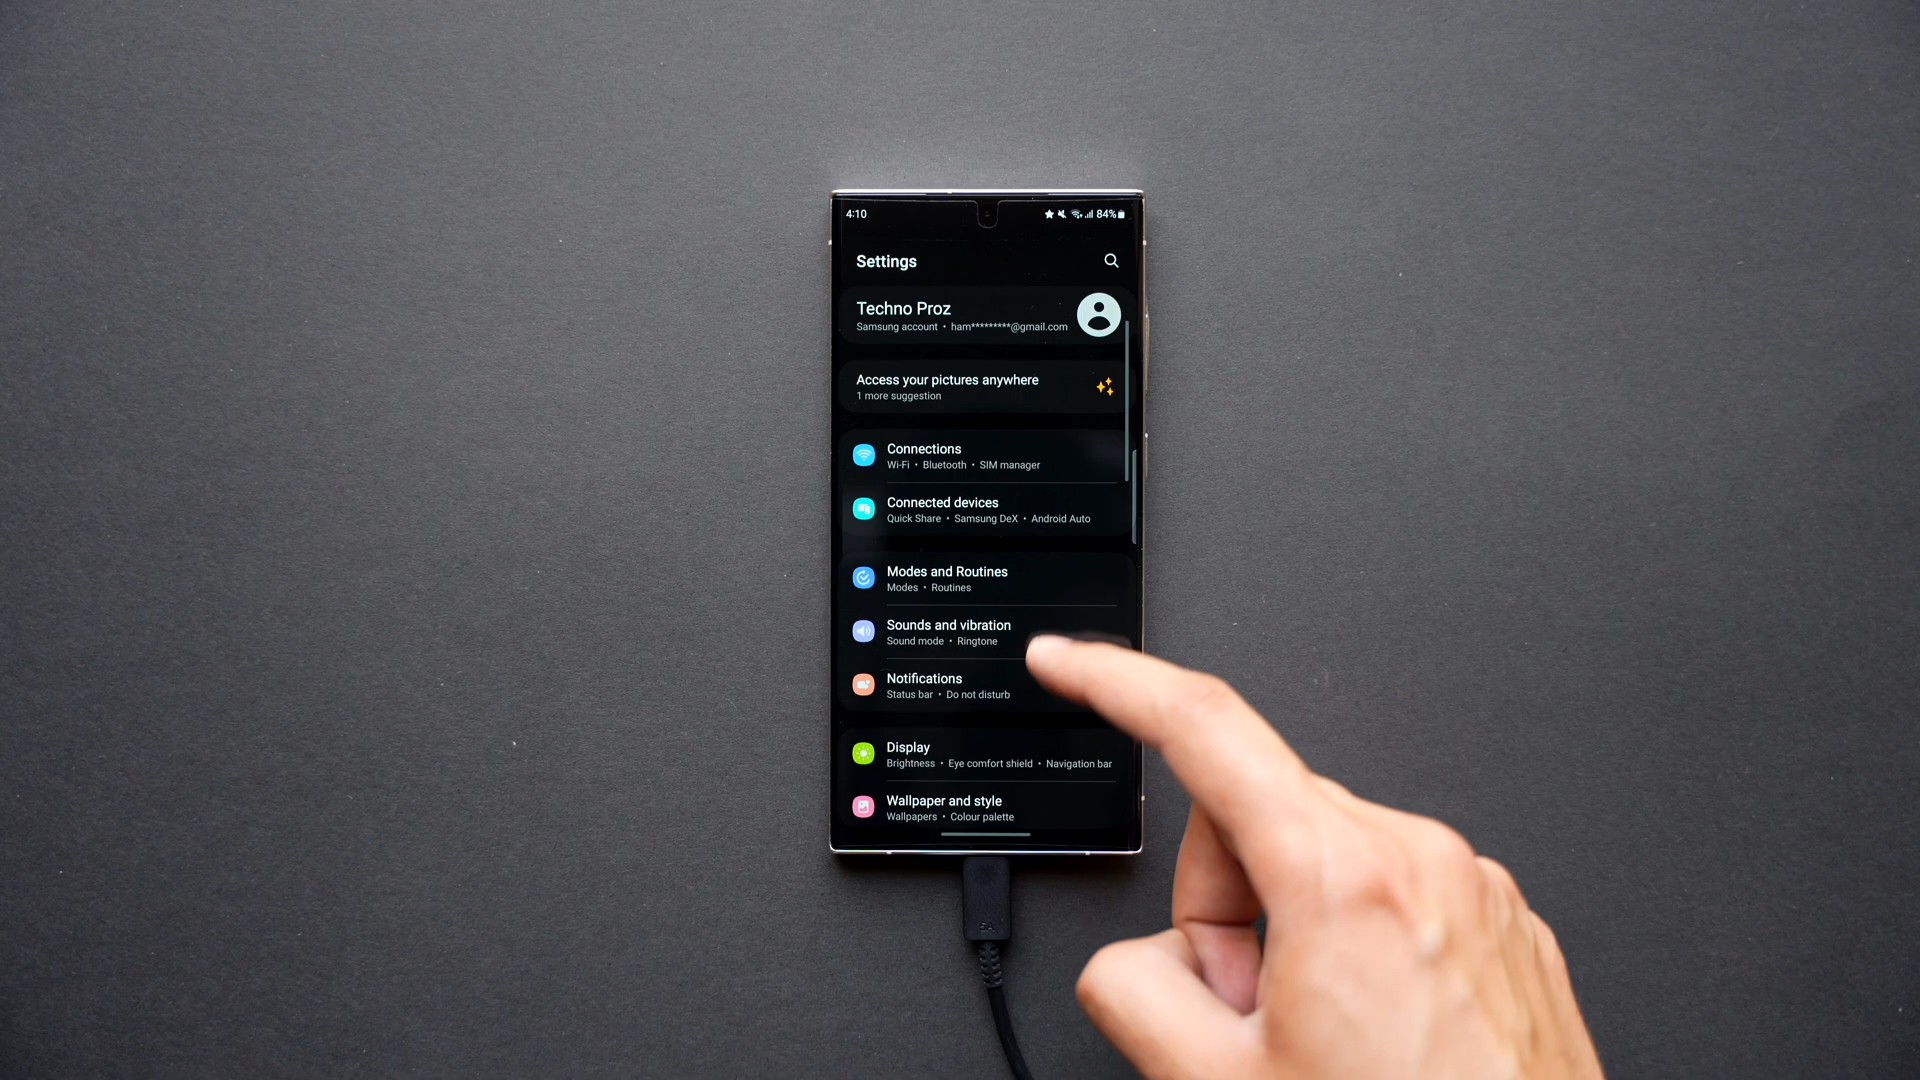 4:10
84%
Settings
Techno Proz
Samsung account • ham*********@gmail.com
Access your pictures anywhere
1 more suggestion
Connections
Wi-Fi • Bluetooth • SIM manager
Connected devices
Quick Share • Samsung DeX • Android Auto
Modes and Routines
Modes • Routines
Sounds and vibration
Sound mode • Ringtone
Notifications
Status bar • Do not disturb
Display
Brightness • Eye comfort shield • Navigation bar
Wallpaper and style
Wallpapers • Colour palette
5A